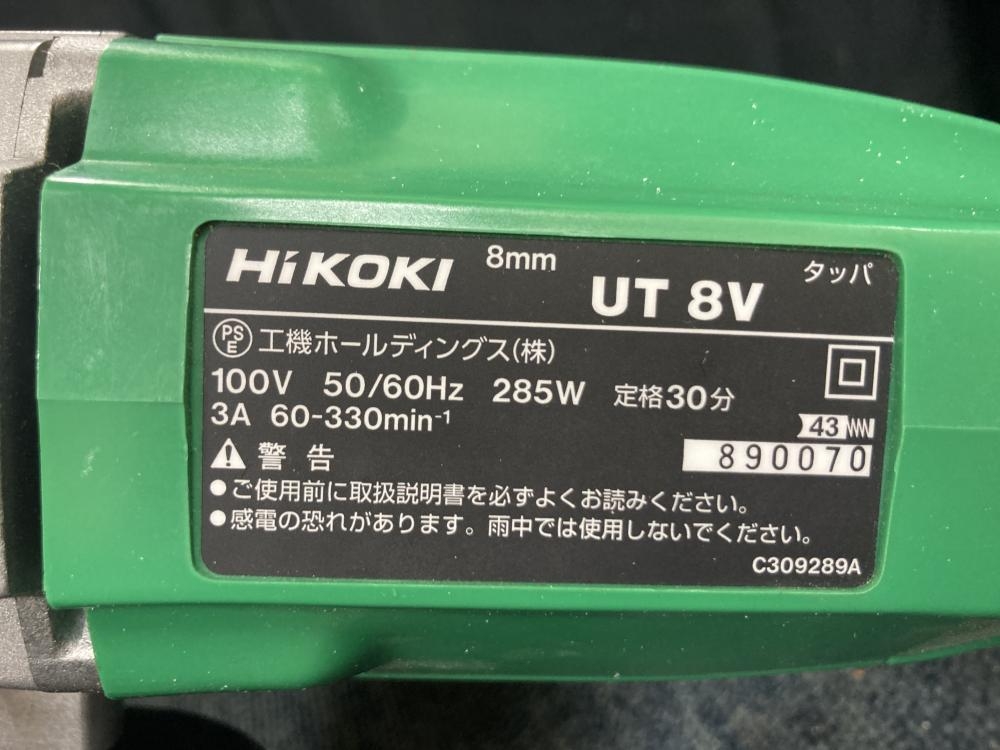 HiKOKI 8mm UT 8V タッパ
PSE 工機ホールディングス(株)
100V 50/60Hz 285W 定格30分
3A 60-330min⁻¹
43
890070
警告
●ご使用前に取扱説明書を必ずよくお読みください。
●感電の恐れがあります。雨中では使用しないでください。
C309289A